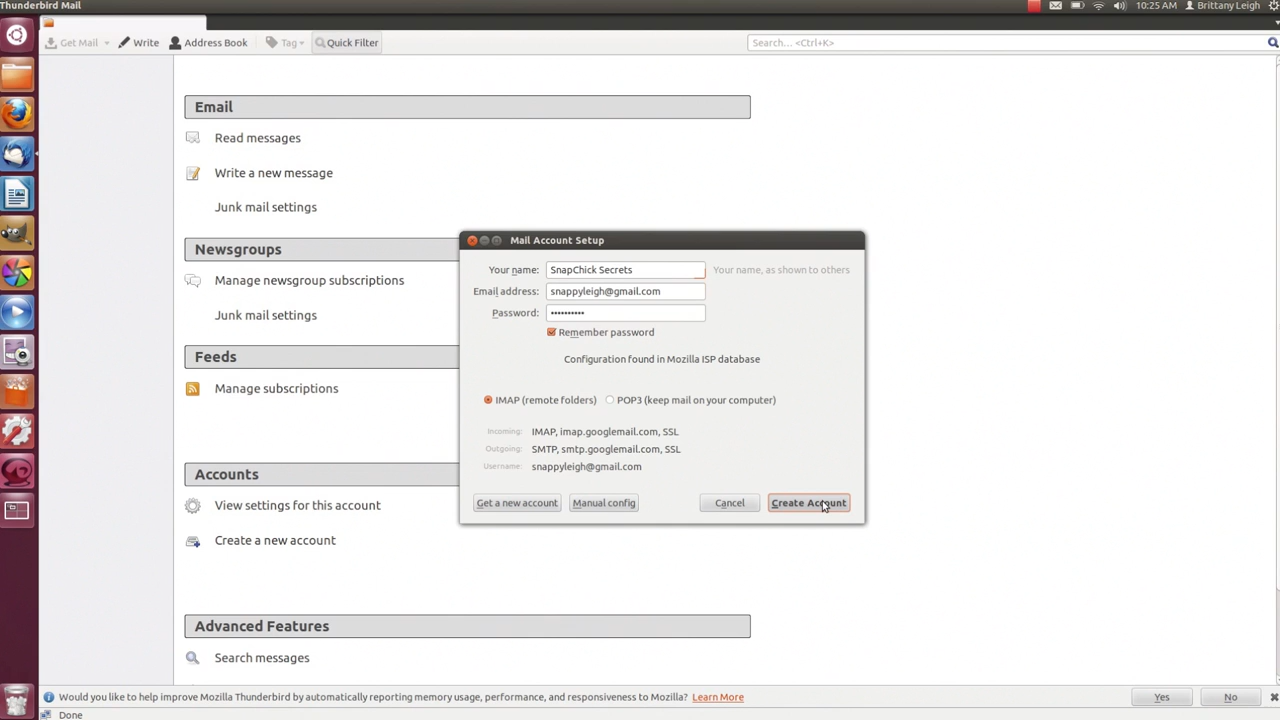 Thunderbird Mail
10:25 AM
Brittany Leigh
Get Mail
Write
Address Book
Tag
Quick Filter
Search... <Ctrl+K>
Email
Read messages
Write a new message
Junk mail settings
Newsgroups
Manage newsgroup subscriptions
Junk mail settings
Feeds
Manage subscriptions
Accounts
View settings for this account
Create a new account
Advanced Features
Search messages
Mail Account Setup
Your name: SnapChick Secrets Your name, as shown to others
Email address: snappyleigh@gmail.com
Password: ••••••••••
Remember password
Configuration found in Mozilla ISP database
IMAP (remote folders) POP3 (keep mail on your computer)
Incoming: IMAP, imap.googlemail.com, SSL
Outgoing: SMTP, smtp.googlemail.com, SSL
Username: snappyleigh@gmail.com
Get a new account Manual config Cancel Create Account
Would you like to help improve Mozilla Thunderbird by automatically reporting memory usage, performance, and responsiveness to Mozilla? Learn More Yes No
Done